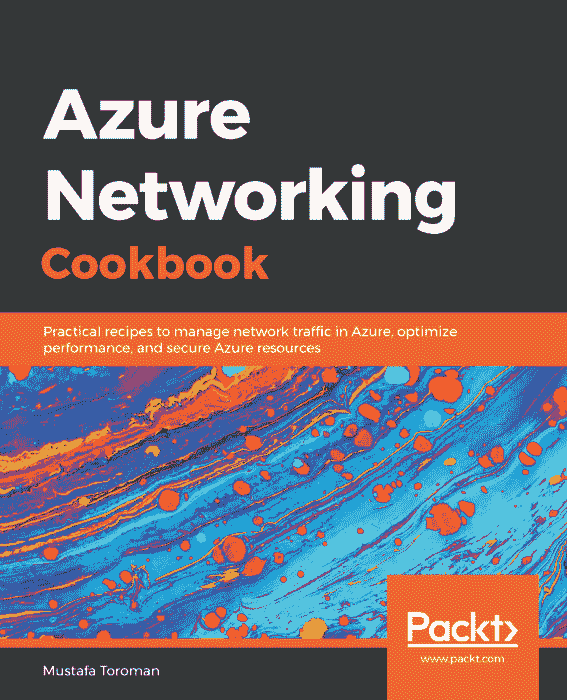 Azure
Networking
Cookbook
Practical recipes to manage network traffic in Azure, optimize
performance, and secure Azure resources
Packt>
www.packt.com
Mustafa Toroman